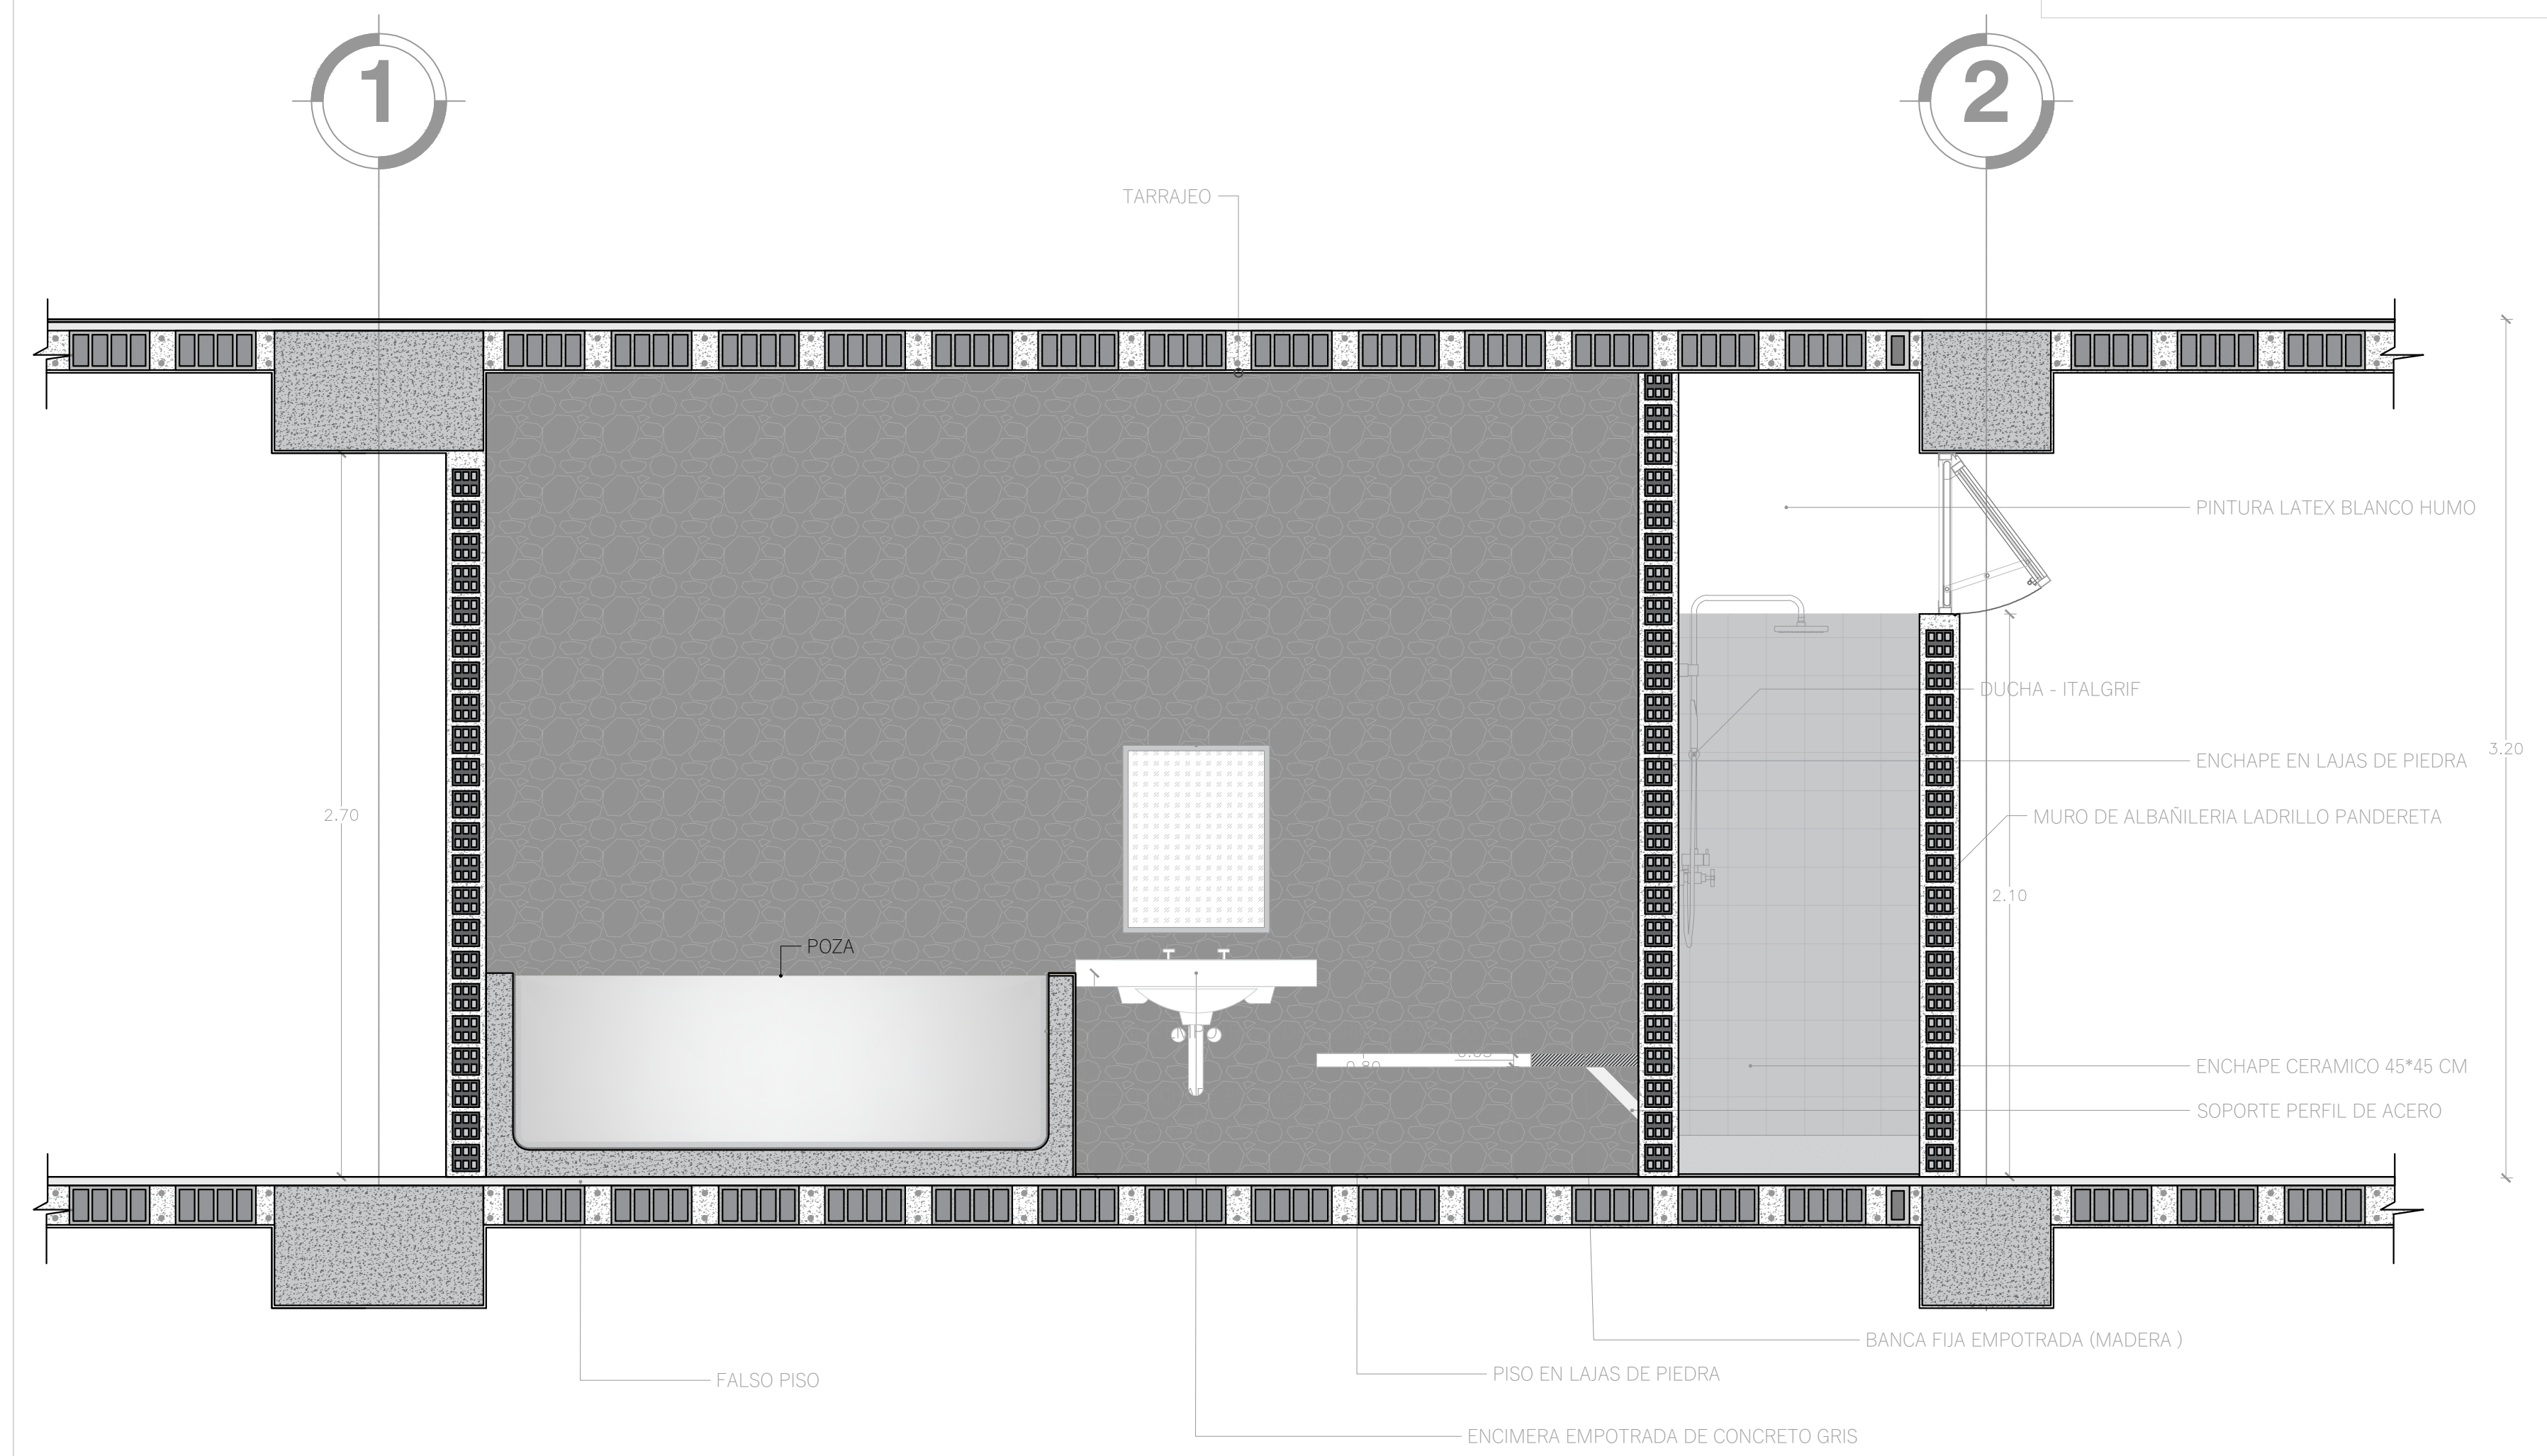 1
2
TARRAJEO
PINTURA LATEX BLANCO HUMO
DUCHA - ITALGRIF
3.20
ENCHAPE EN LAJAS DE PIEDRA
2.70
MURO DE ALBAÑILERIA LADRILLO PANDERETA
2.10
POZA
ENCHAPE CERAMICO 45*45 CM
0.80
SOPORTE PERFIL DE ACERO
BANCA FIJA EMPOTRADA (MADERA )
PISO EN LAJAS DE PIEDRA
FALSO PISO
ENCIMERA EMPOTRADA DE CONCRETO GRIS